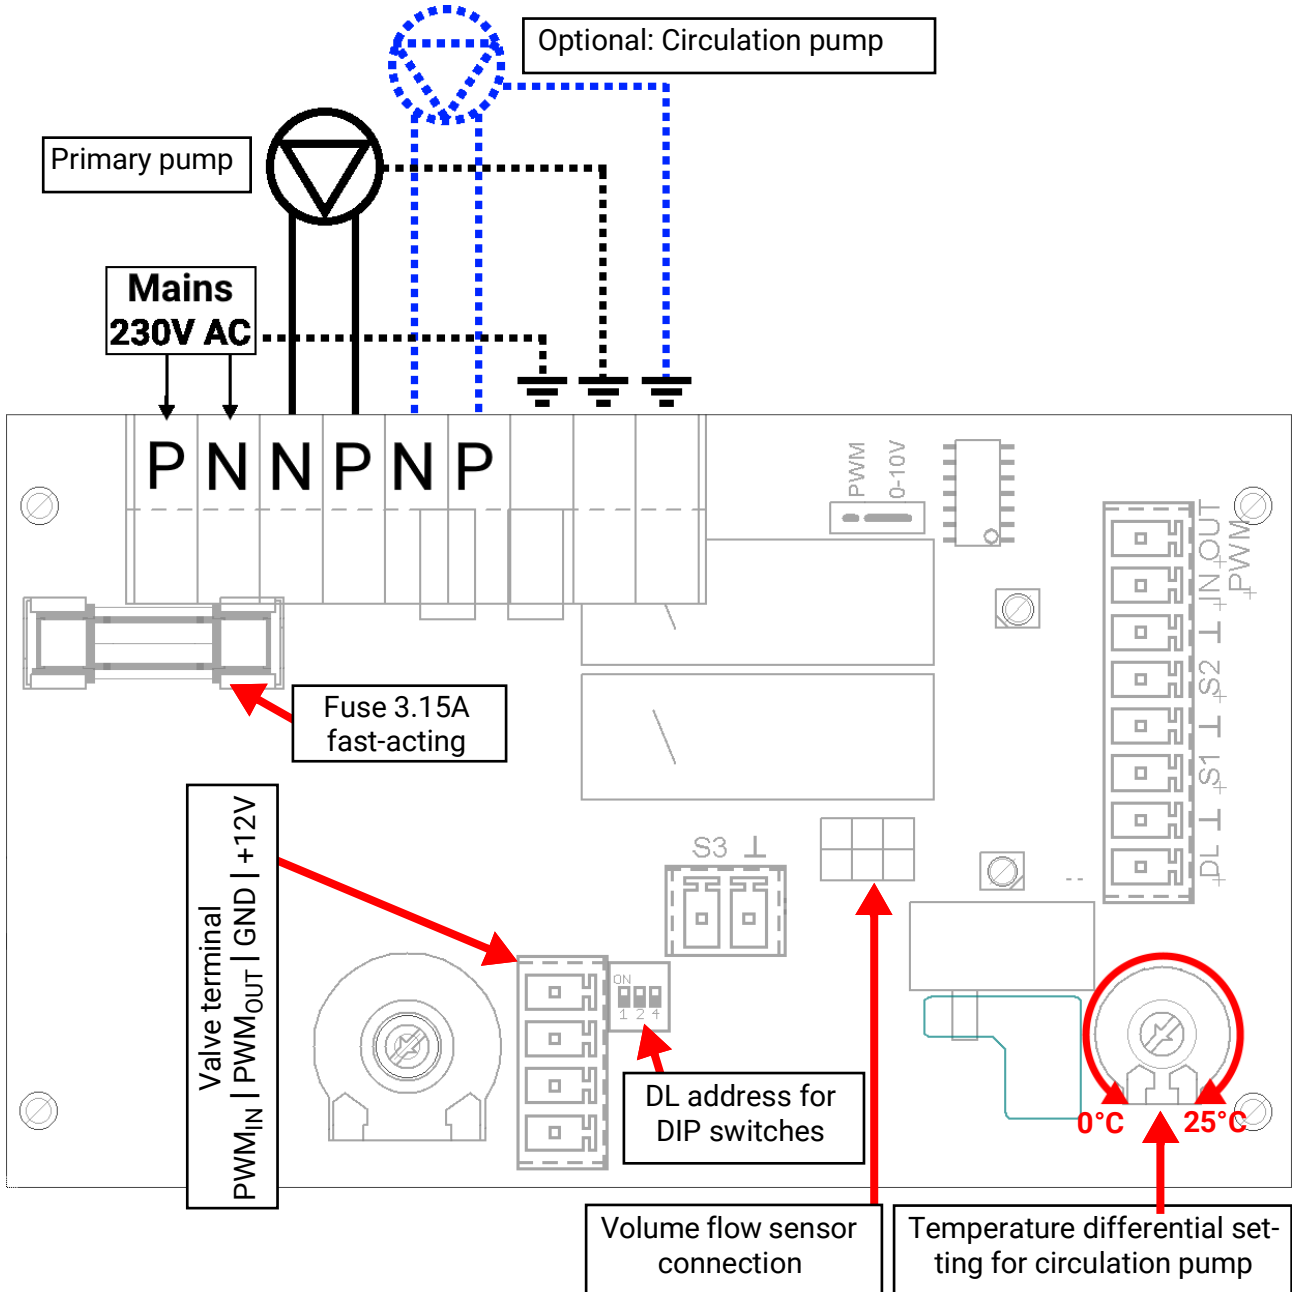 Optional: Circulation pump
Primary pump
Mains
230V AC
P N N P N P
PWM
0-10V
OUT
IN
PWM
⊥
S2
⊥
S1
⊥
DL
Fuse 3.15A
fast-acting
Valve terminal
PWM_IN | PWM_OUT | GND | +12V
S3 ⊥
ON
1 2 4
DL address for
DIP switches
0°C 25°C
Volume flow sensor
connection
Temperature differential set-
ting for circulation pump